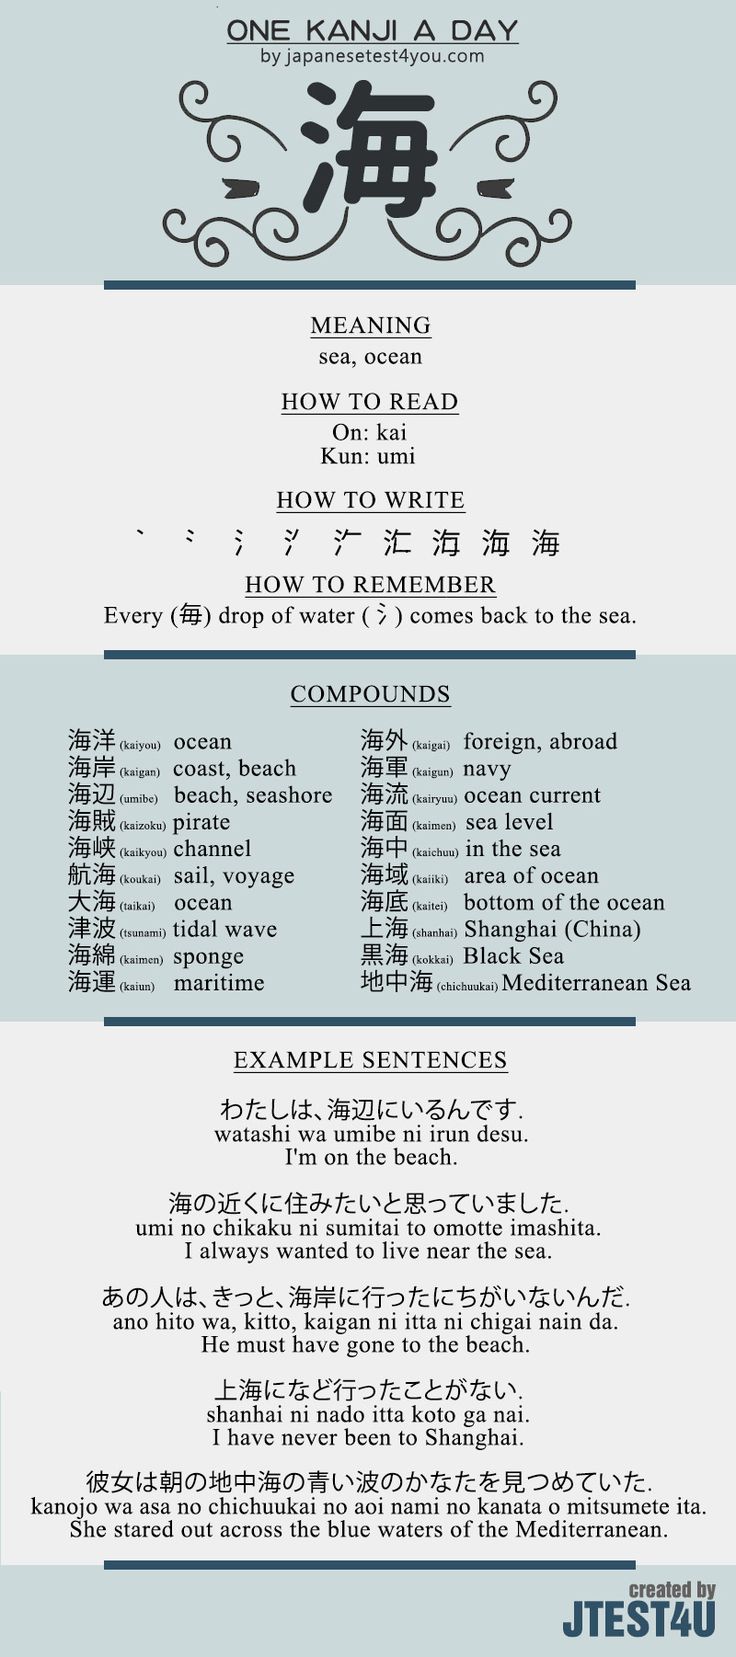 ONE KANJI A DAY
by japanesetest4you.com
海
MEANING
sea, ocean
HOW TO READ
On: kai
Kun: umi
HOW TO WRITE
海
HOW TO REMEMBER
Every (毎) drop of water (氵) comes back to the sea.
COMPOUNDS
海洋 (kaiyou) ocean
海岸 (kaigan) coast, beach
海辺 (umibe) beach, seashore
海賊 (kaizoku) pirate
海峡 (kaikyou) channel
航海 (koukai) sail, voyage
大海 (taikai) ocean
津波 (tsunami) tidal wave
海綿 (kaimen) sponge
海運 (kaiun) maritime
海外 (kaigai) foreign, abroad
海軍 (kaigun) navy
海流 (kairyuu) ocean current
海面 (kaimen) sea level
海中 (kaichuu) in the sea
海域 (kaiiki) area of ocean
海底 (kaitei) bottom of the ocean
上海 (shanhai) Shanghai (China)
黒海 (kokkai) Black Sea
地中海 (chichuukai) Mediterranean Sea
EXAMPLE SENTENCES
わたしは、海辺にいるんです.
watashi wa umibe ni irun desu.
I'm on the beach.
海の近くに住みたいと思っていました.
umi no chikaku ni sumitai to omotte imashita.
I always wanted to live near the sea.
あの人は、きっと、海岸に行ったにちがいないんだ.
ano hito wa, kitto, kaigan ni itta ni chigai nain da.
He must have gone to the beach.
上海になど行ったことがない.
shanhai ni nado itta koto ga nai.
I have never been to Shanghai.
彼女は朝の地中海の青い波のかなたを見つめていた.
kanojo wa asa no chichuukai no aoi nami no kanata o mitsumete ita.
She stared out across the blue waters of the Mediterranean.
created by
JTEST4U